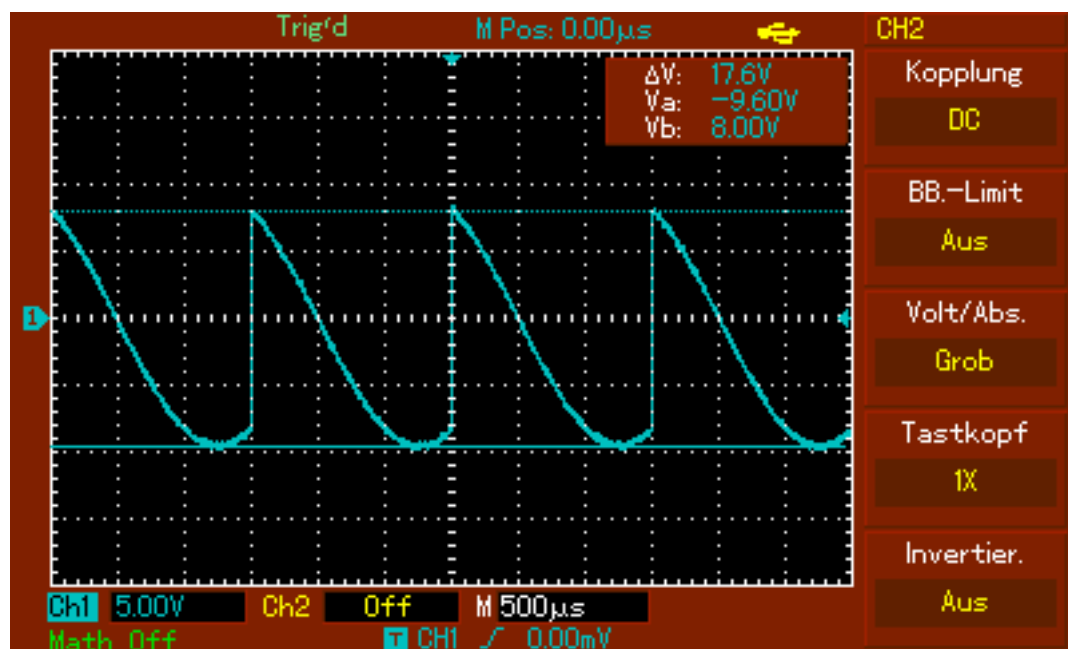 Trig'd M Pos: 0.00μs CH2
ΔV: 17.6V
Va: -9.60V
Vb: 8.00V
Kopplung
DC
BB.-Limit
Aus
1
Volt/Abs.
Grob
Tastkopf
1X
Invertier.
Aus
Ch1 5.00V Ch2 Off M 500μs
Math Off T CH1 / 0.00mV